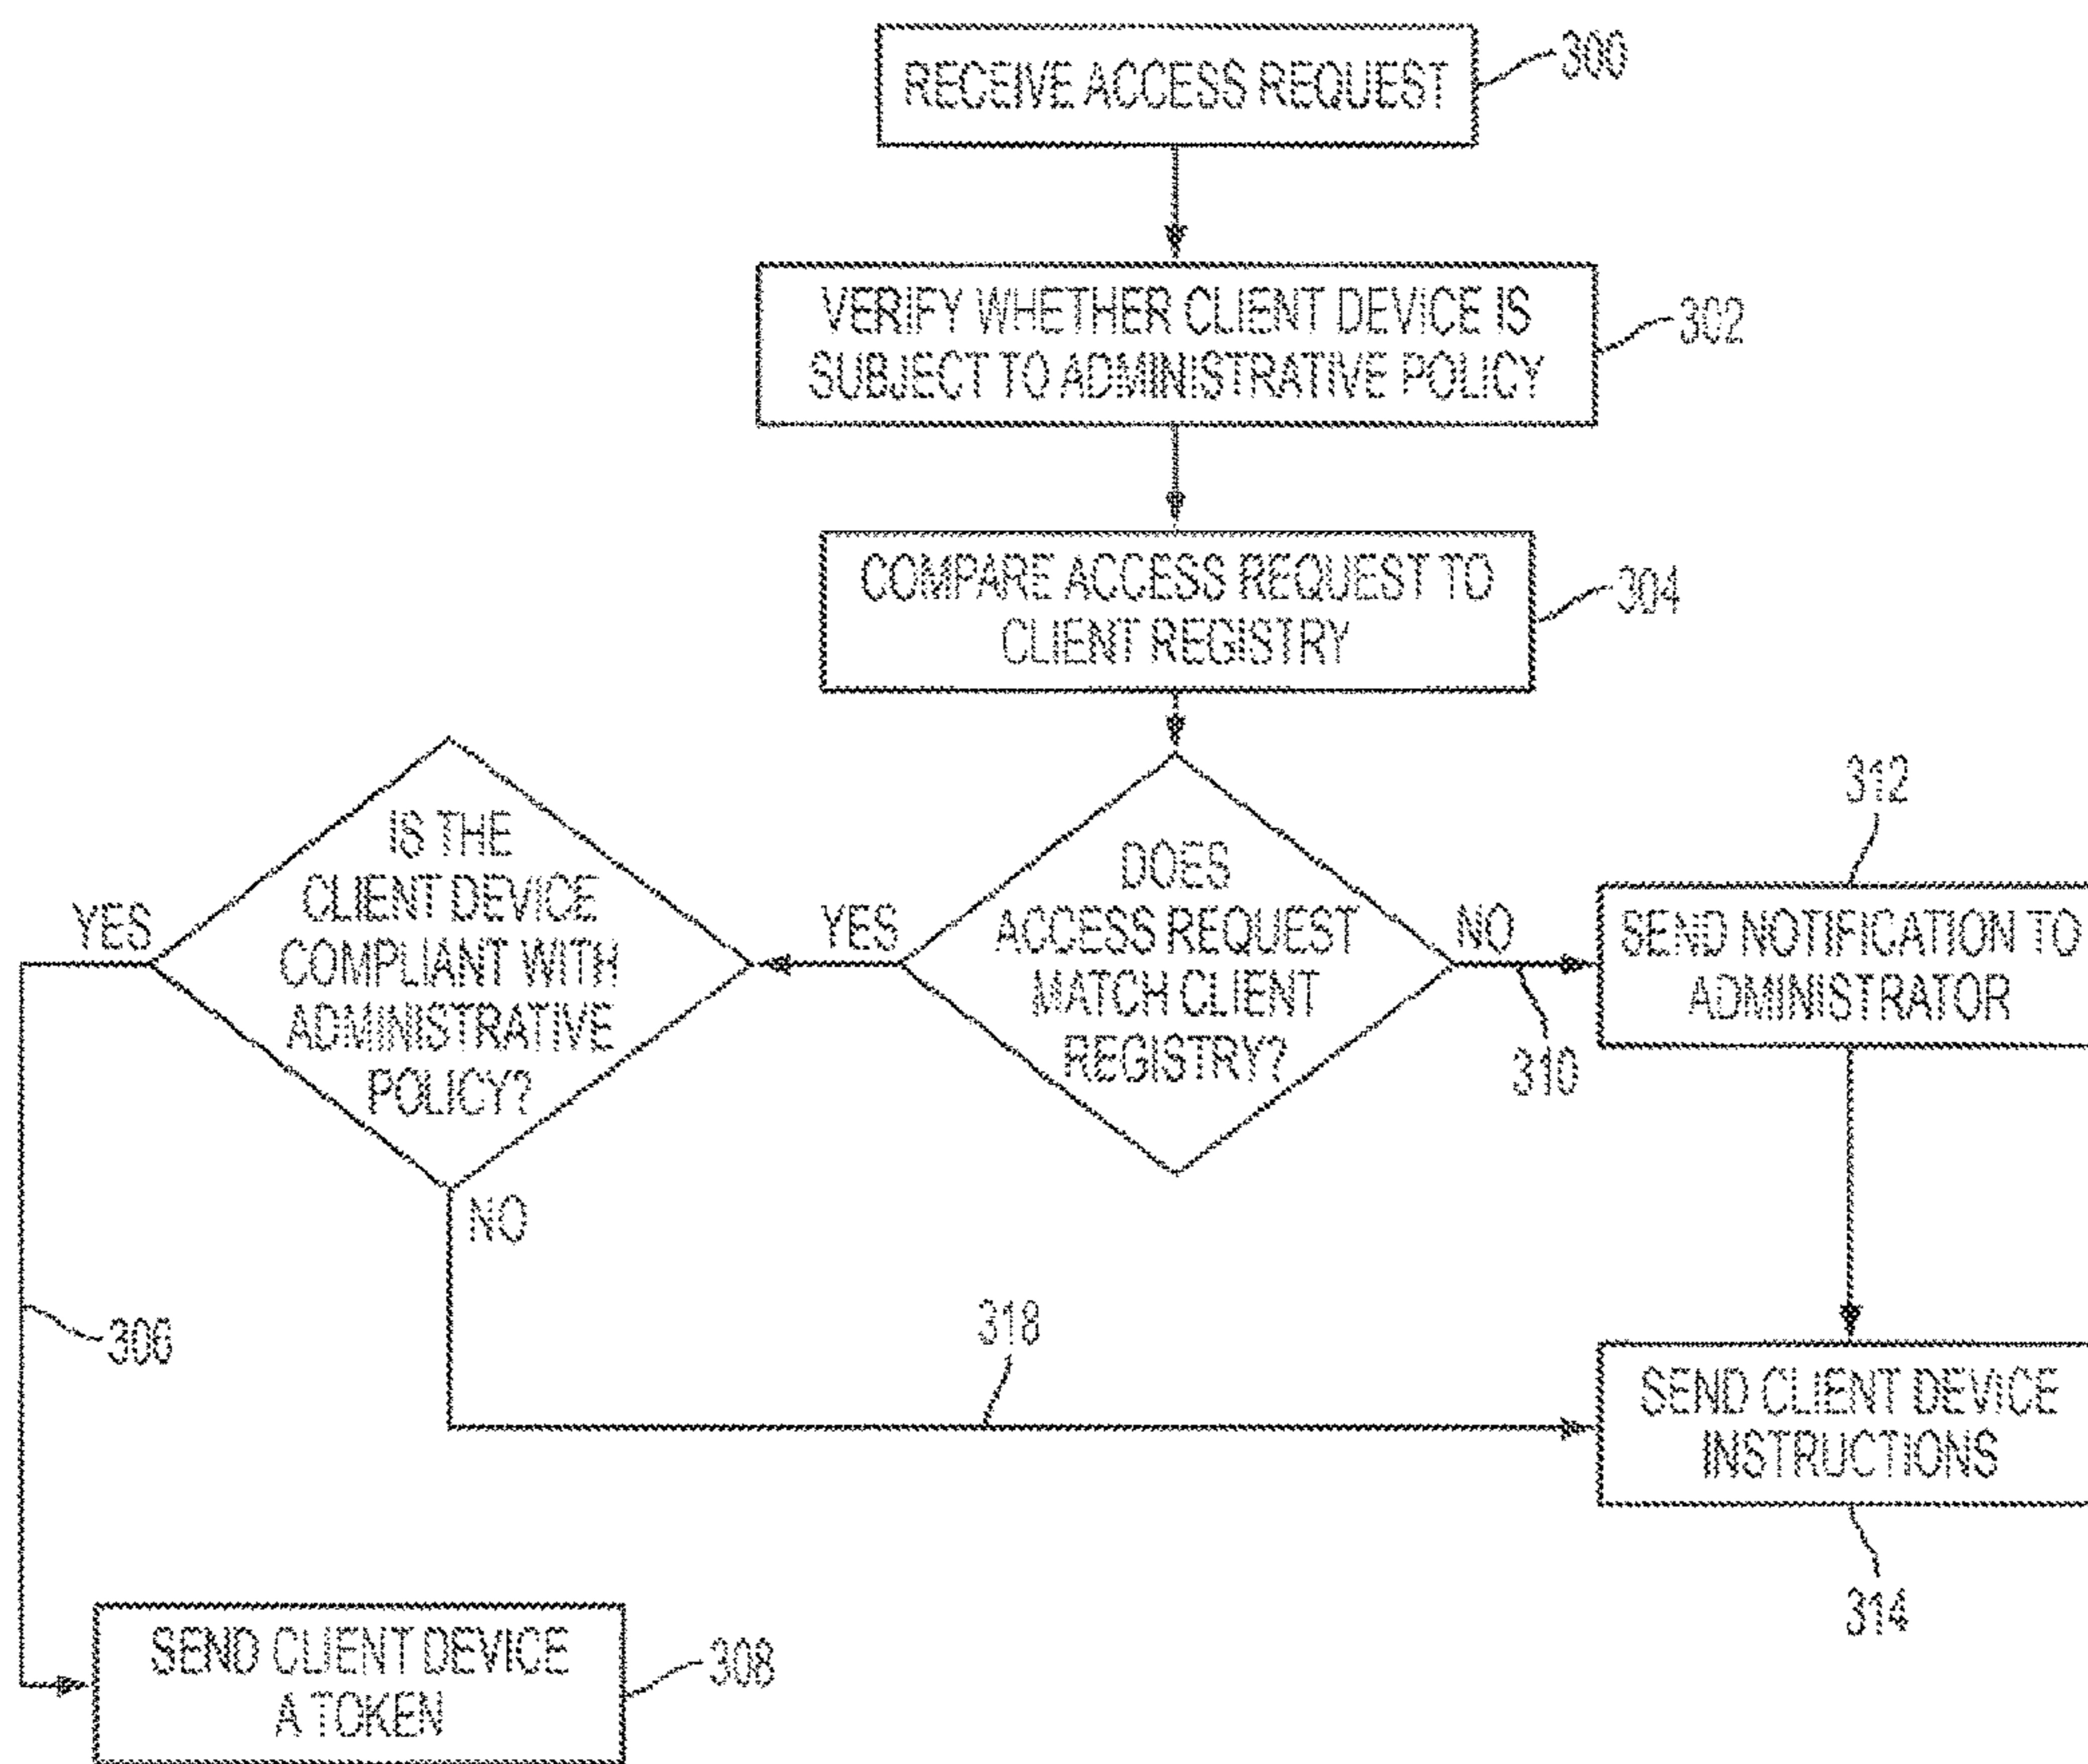 RECEIVE ACCESS REQUEST
300
VERIFY WHETHER CLIENT DEVICE IS
SUBJECT TO ADMINISTRATIVE POLICY
302
COMPARE ACCESS REQUEST TO
CLIENT REGISTRY
304
IS THE
CLIENT DEVICE
COMPLIANT WITH
ADMINISTRATIVE
POLICY?
YES
NO
YES
DOES
ACCESS REQUEST
MATCH CLIENT
REGISTRY?
NO
310
312
SEND NOTIFICATION TO
ADMINISTRATOR
306
318
SEND CLIENT DEVICE
INSTRUCTIONS
314
SEND CLIENT DEVICE
A TOKEN
308